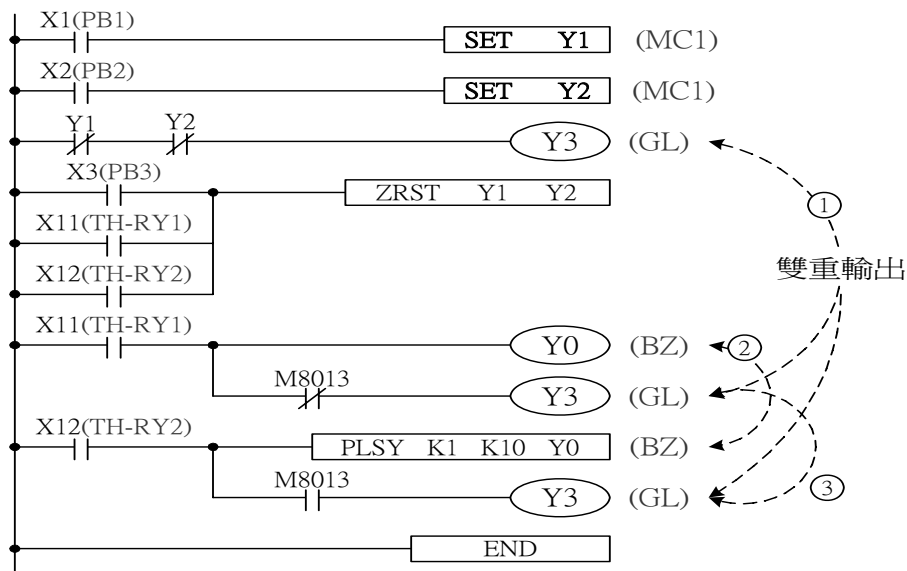 X1(PB1)
SET Y1 (MC1)
X2(PB2)
SET Y2 (MC1)
Y1 Y2
Y3 (GL)
X3(PB3)
ZRST Y1 Y2
①
X11(TH-RY1)
雙重輸出
X12(TH-RY2)
X11(TH-RY1)
Y0 (BZ) ②
M8013
Y3 (GL)
X12(TH-RY2)
PLSY K1 K10 Y0 (BZ)
M8013
Y3 (GL) ③
END